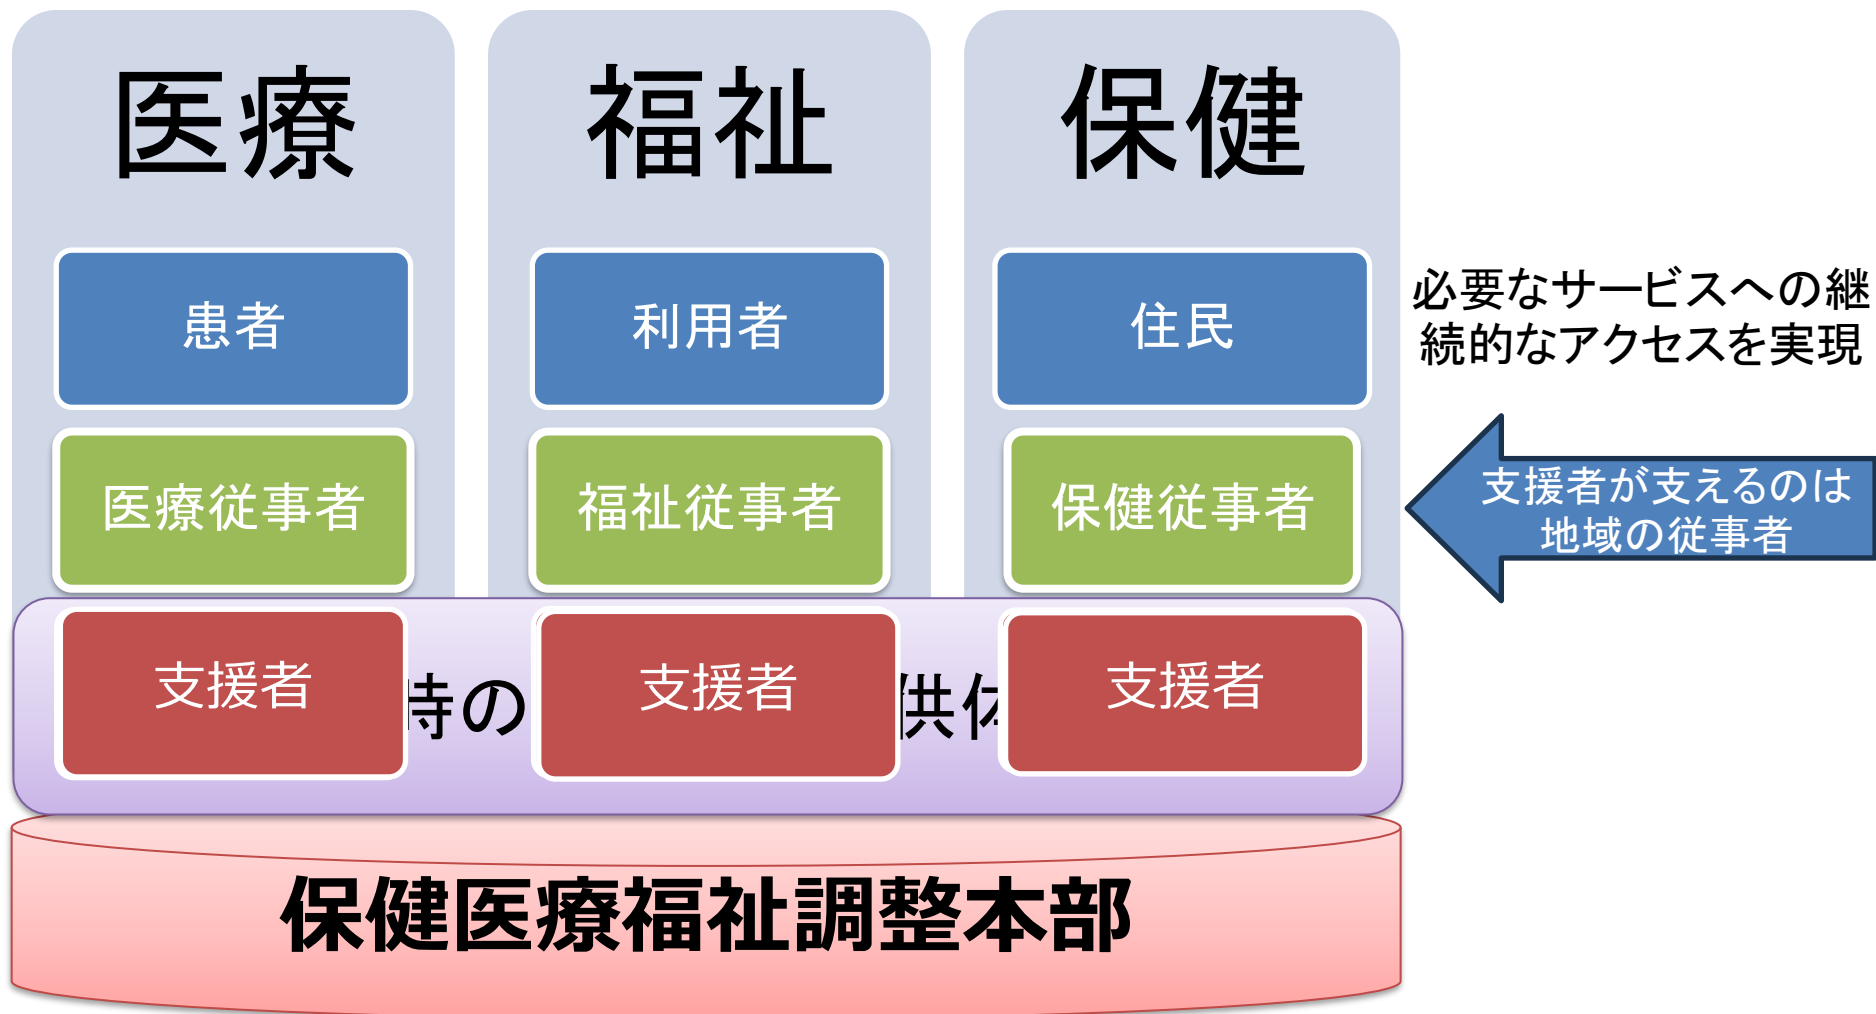 医療
福祉
保健
患者
利用者
住民
必要なサービスへの継
続的なアクセスを実現
医療従事者
福祉従事者
保健従事者
支援者が支えるのは
地域の従事者
支援者
時の
支援者
供体
支援者
保健医療福祉調整本部